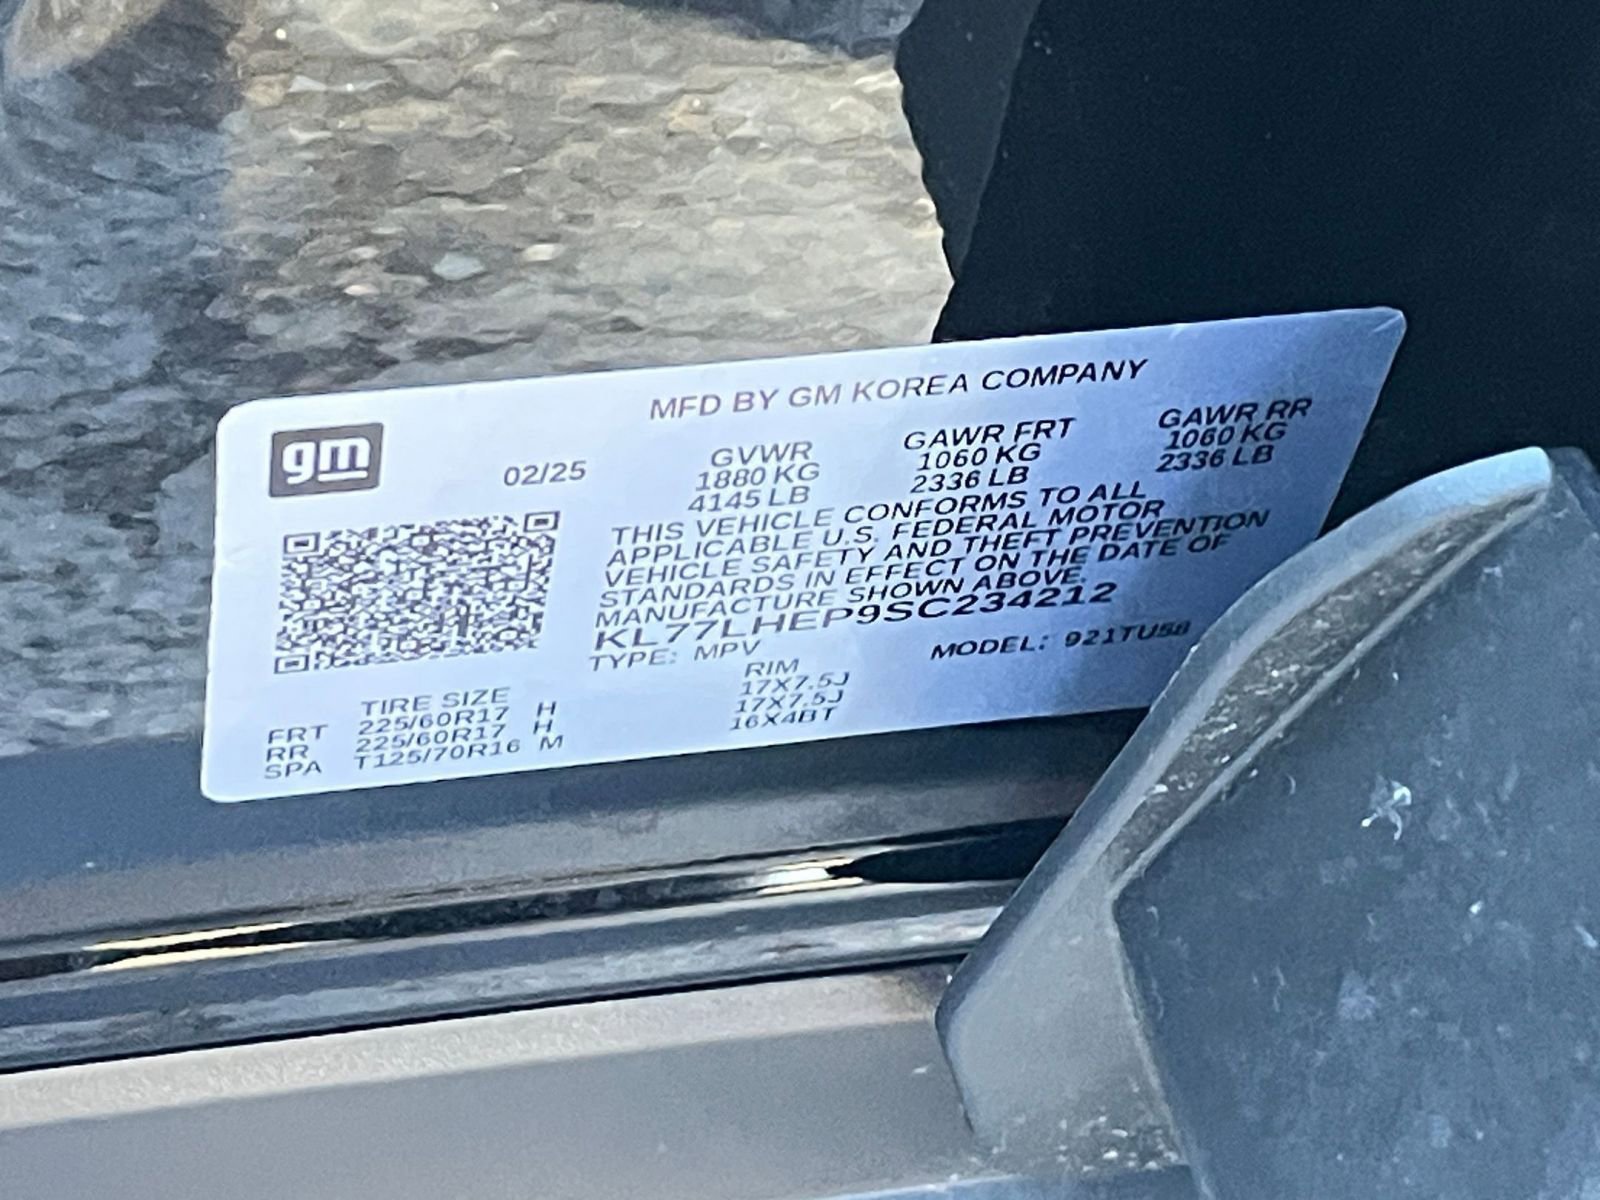 gm
MFD BY GM KOREA COMPANY
02/25
GVWR GAWR FRT GAWR RR
1880 KG 1060 KG 1060 KG
4145 LB 2336 LB 2336 LB
THIS VEHICLE CONFORMS TO ALL
APPLICABLE U.S. FEDERAL MOTOR
VEHICLE SAFETY AND THEFT PREVENTION
STANDARDS IN EFFECT ON THE DATE OF
MANUFACTURE SHOWN ABOVE.
KL77LHEP9SC234212
TYPE: MPV MODEL: 921TU58
TIRE SIZE RIM
FRT 225/60R17 H 17X7.5J
RR 225/60R17 H 17X7.5J
SPA T125/70R16 M 16X4BT